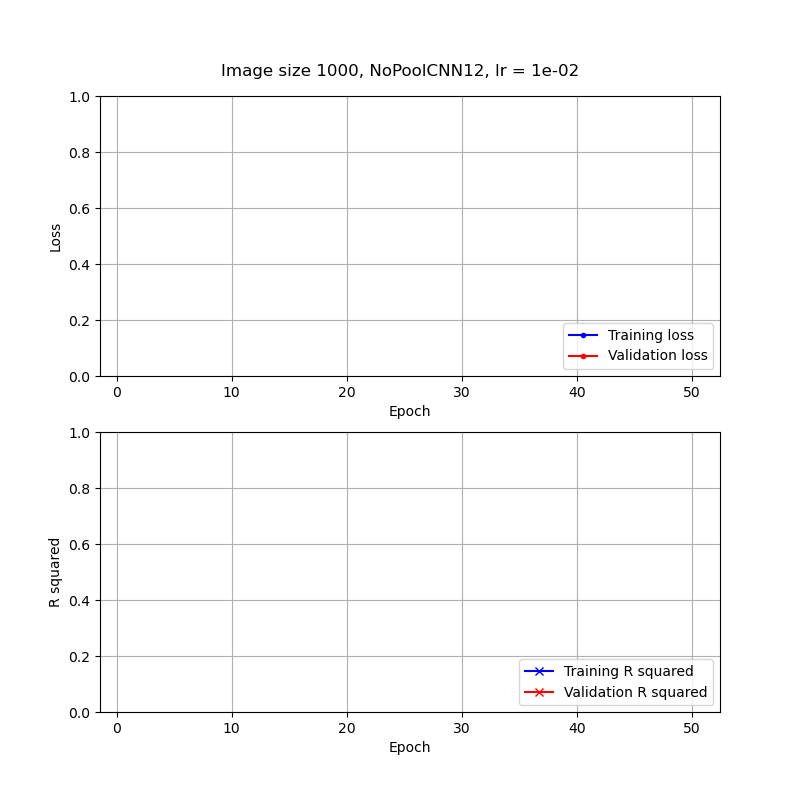 Image size 1000, NoPoolCNN12, lr = 1e-02
1.0
0.8
0.6
0.4
0.2
0.0
Loss
Training loss
Validation loss
0 10 20 30 40 50
Epoch
1.0
0.8
0.6
0.4
0.2
0.0
R squared
Training R squared
Validation R squared
0 10 20 30 40 50
Epoch